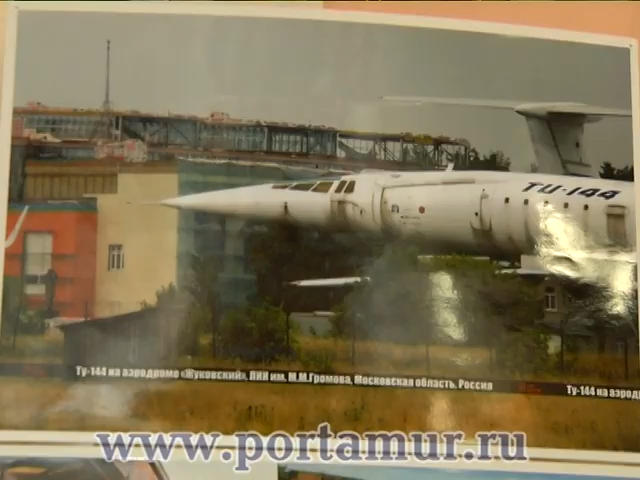 TU-144
Ту-144 на аэродроме «Жуковский», ЛИИ им. М.М.Громова, Московская область, Россия
Ту-144 на аэрод
www.portamur.ru